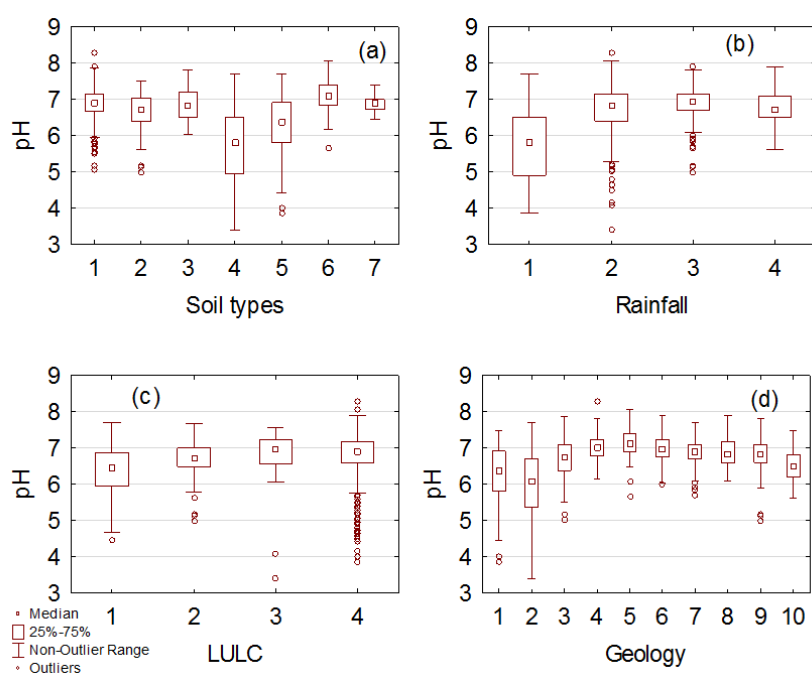 (a)
pH
9
8
7
6
5
4
3
1 2 3 4 5 6 7
Soil types
(b)
pH
9
8
7
6
5
4
3
1 2 3 4
Rainfall
(c)
pH
9
8
7
6
5
4
3
1 2 3 4
LULC
(d)
pH
9
8
7
6
5
4
3
1 2 3 4 5 6 7 8 9 10
Geology
Median
25%-75%
Non-Outlier Range
Outliers